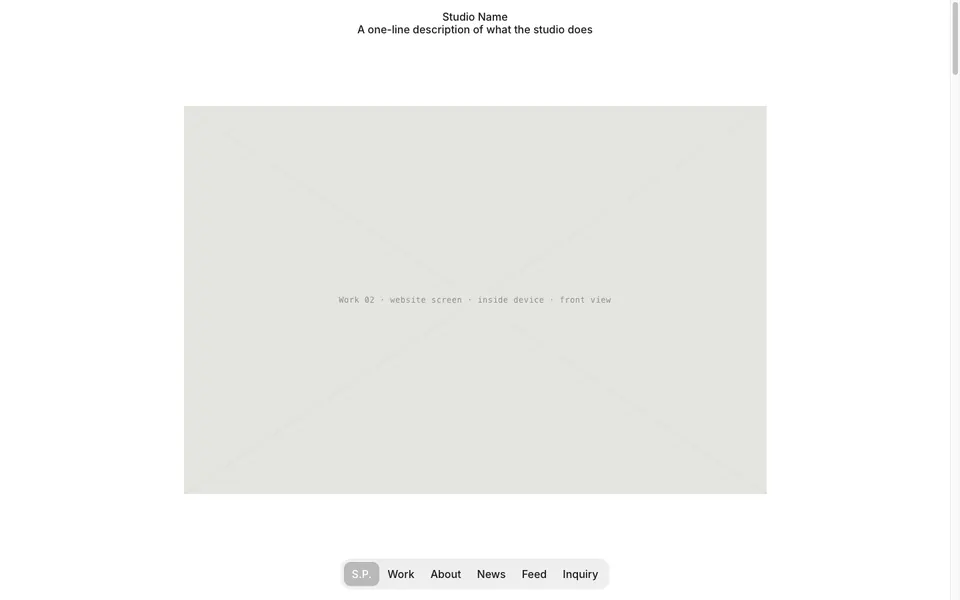 Studio Name
A one-line description of what the studio does
Work 02 · website screen · inside device · front view
S.P. Work About News Feed Inquiry